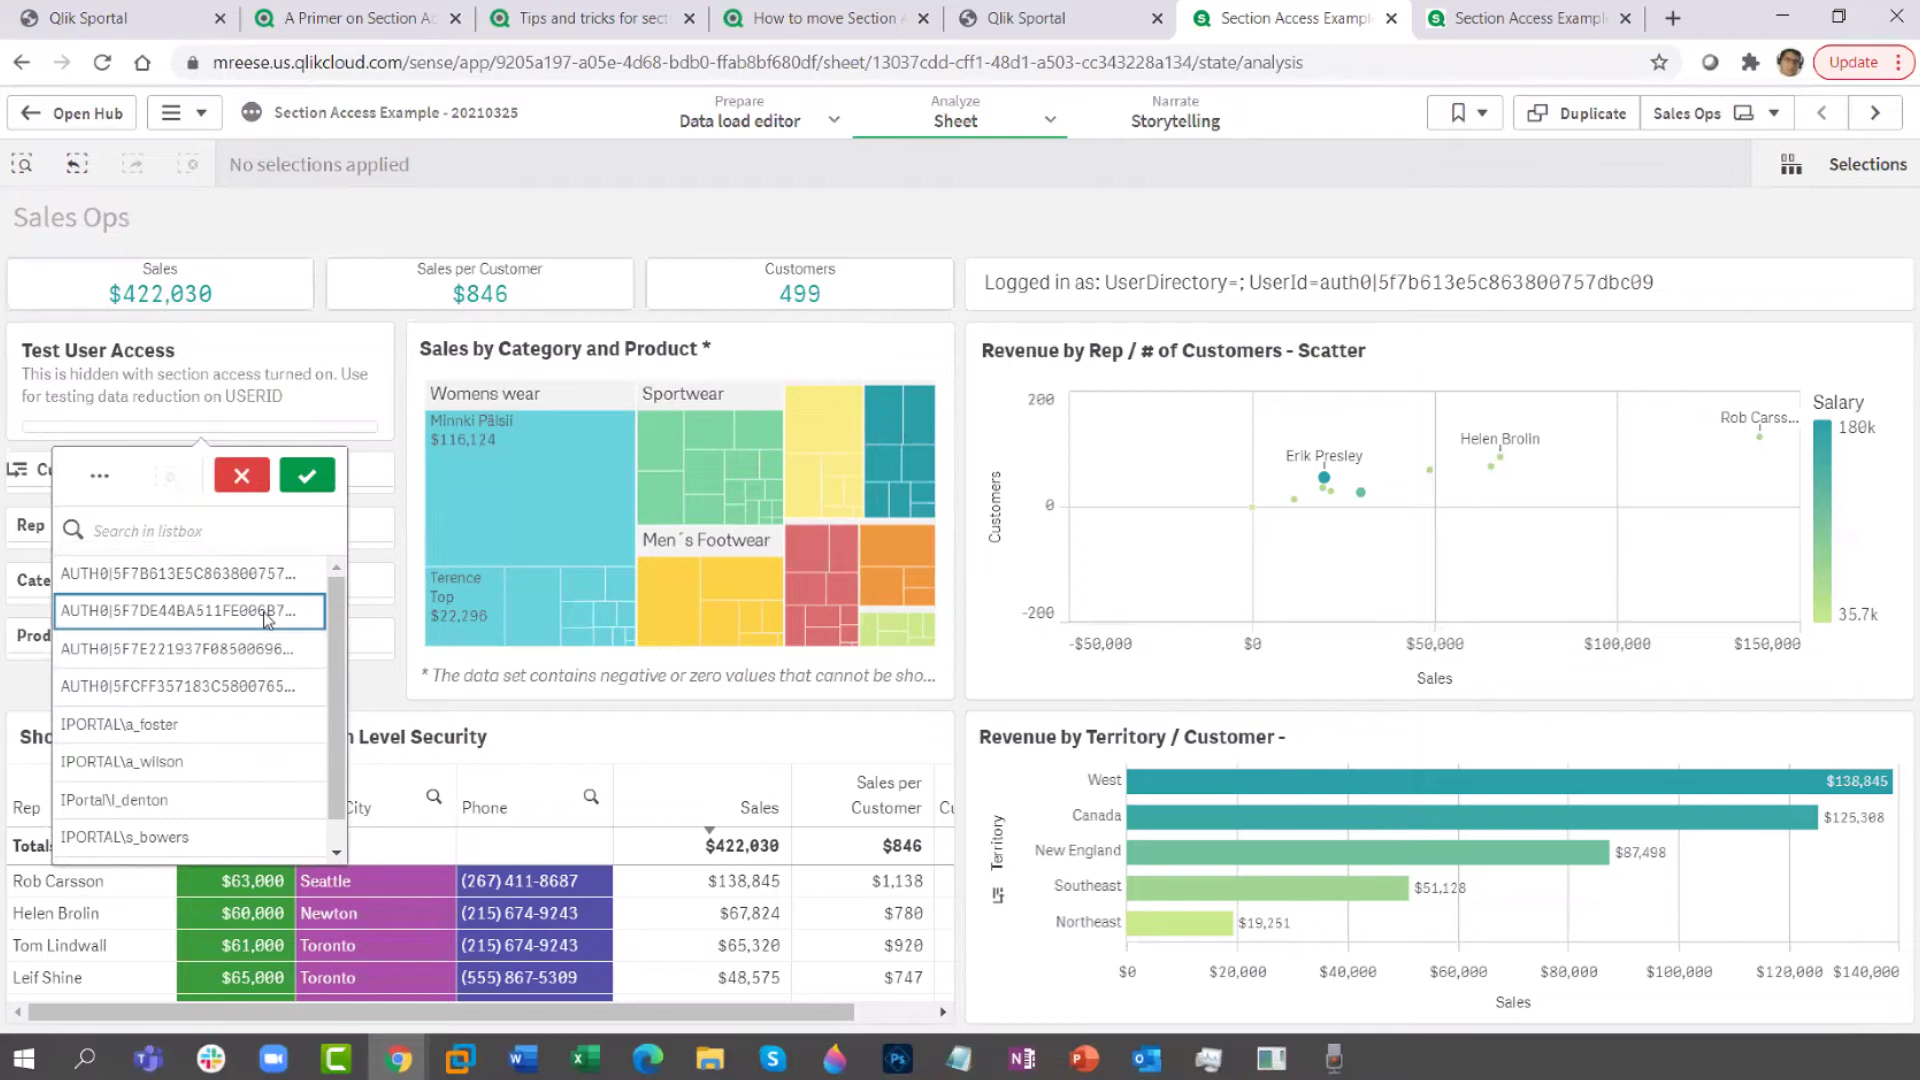 Qlik Sportal
A Primer on Section Ac
Tips and tricks for sect
How to move Section A
Qlik Sportal
Section Access Exampl
Section Access Exampl
mreese.us.qlikcloud.com/sense/app/9205a197-a05e-4d68-bdb0-ffab8bf680df/sheet/13037cdd-cff1-48d1-a503-cc343228a134/state/analysis
Update
Open Hub
Section Access Example - 20210325
Prepare
Data load editor
Analyze
Sheet
Narrate
Storytelling
Duplicate
Sales Ops
No selections applied
Selections
Sales Ops
Sales
$422,030
Sales per Customer
$846
Customers
499
Logged in as: UserDirectory=; UserId=auth0|5f7b613e5c863800757dbc09
Test User Access
This is hidden with section access turned on. Use
for testing data reduction on USERID
Cu
Rep
Cate
Prod
Search in listbox
AUTH0|5F7B613E5C863800757...
AUTH0|5F7DE44BA511FE006B7...
AUTH0|5F7E221937F08500696...
AUTH0|5FCFF357183C5800765...
IPORTAL\a_foster
IPORTAL\a_wilson
IPortal\l_denton
IPORTAL\s_bowers
Sales by Category and Product *
Womens wear
Minnki Pälsii
$116,124
Terence
Top
$22,296
Sportwear
Men´s Footwear
* The data set contains negative or zero values that cannot be sho...
Revenue by Rep / # of Customers - Scatter
Customers
200
0
-200
Erik Presley
Helen Brolin
Rob Carss...
-$50,000
$0
$50,000
$100,000
$150,000
Sales
Salary
180k
35.7k
Sho
n Level Security
Rep
City
Phone
Sales
Sales per
Customer
Cu
Totals
$422,030
$846
Rob Carsson $63,000 Seattle (267) 411-8687 $138,845 $1,138
Helen Brolin $60,000 Newton (215) 674-9243 $67,824 $780
Tom Lindwall $61,000 Toronto (215) 674-9243 $65,320 $920
Leif Shine $65,000 Toronto (555) 867-5309 $48,575 $747
Revenue by Territory / Customer -
Territory
West $138,845
Canada $125,308
New England $87,498
Southeast $51,128
Northeast $19,251
$0
$20,000
$40,000
$60,000
$80,000
$100,000
$120,000
$140,000
Sales